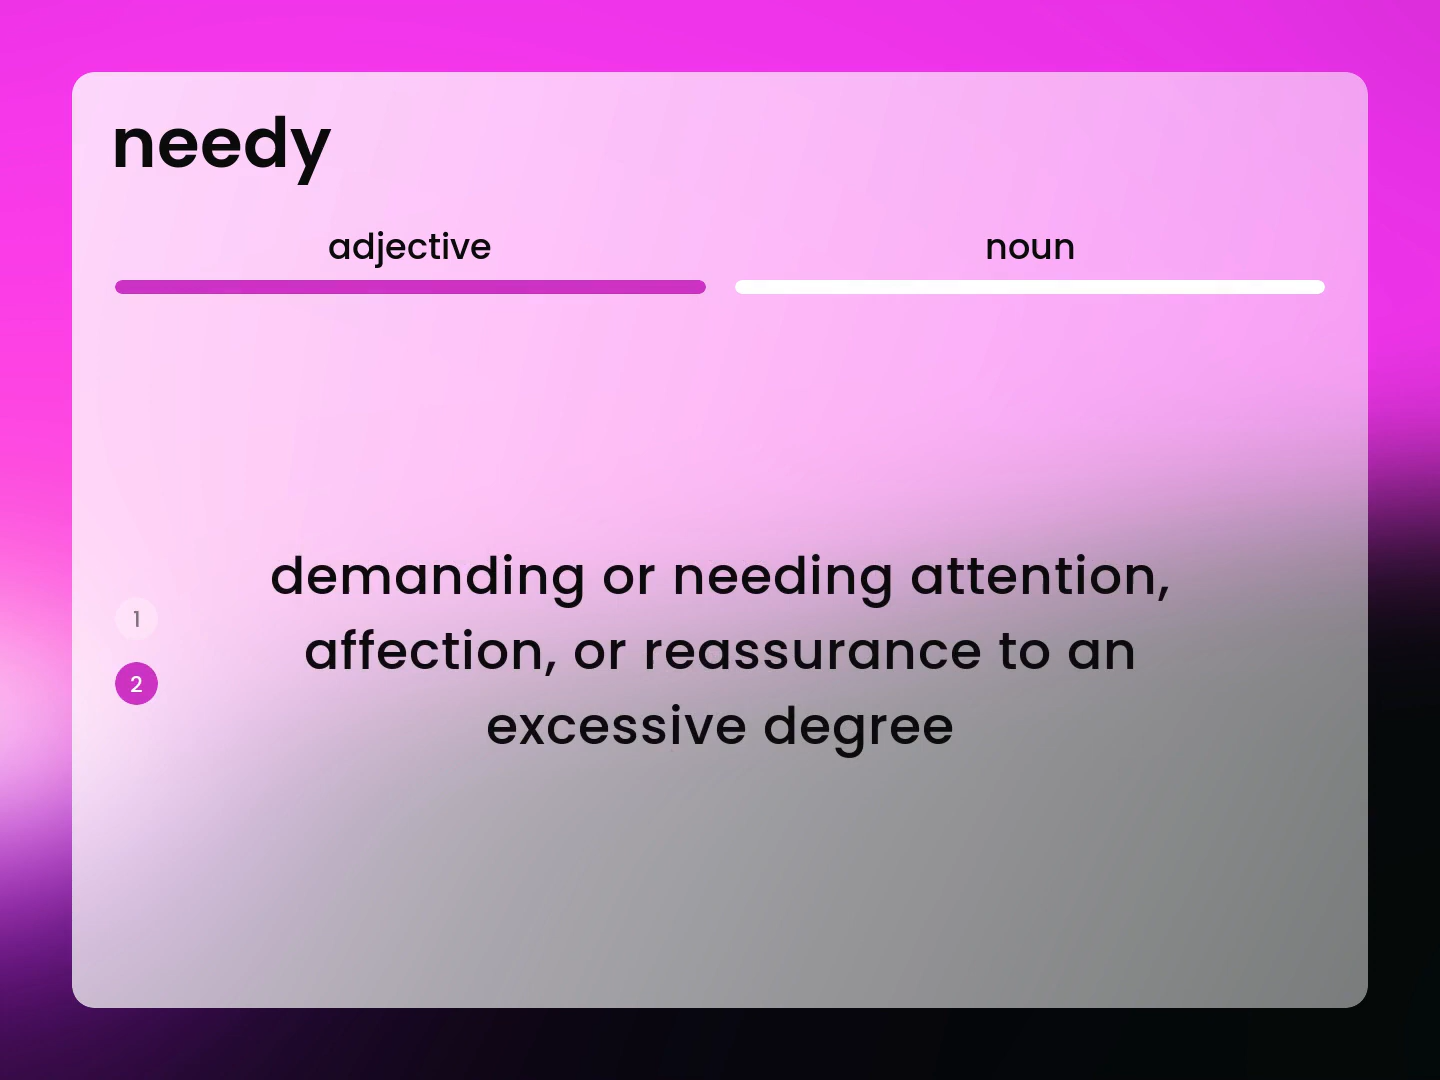 needy
adjective
noun
1
2
demanding or needing attention,
affection, or reassurance to an
excessive degree